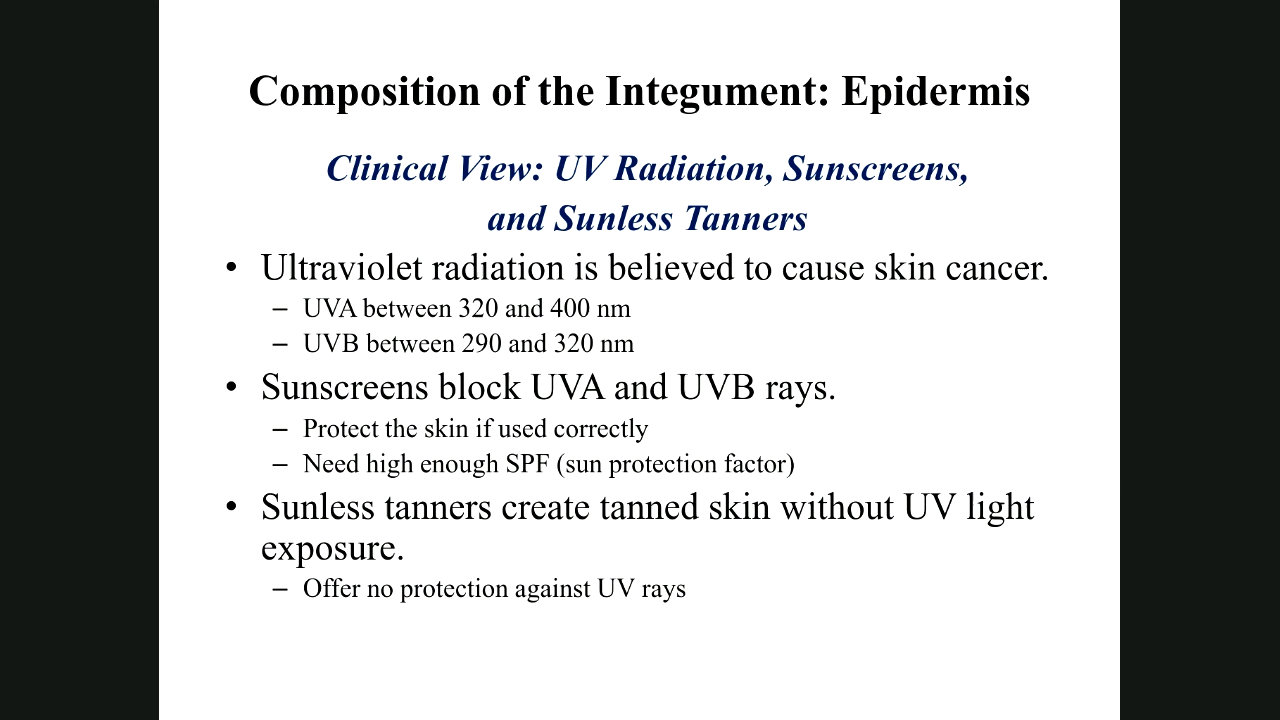 Composition of the Integument: Epidermis
Clinical View: UV Radiation, Sunscreens,
and Sunless Tanners
• Ultraviolet radiation is believed to cause skin cancer.
– UVA between 320 and 400 nm
– UVB between 290 and 320 nm
• Sunscreens block UVA and UVB rays.
– Protect the skin if used correctly
– Need high enough SPF (sun protection factor)
• Sunless tanners create tanned skin without UV light
exposure.
– Offer no protection against UV rays